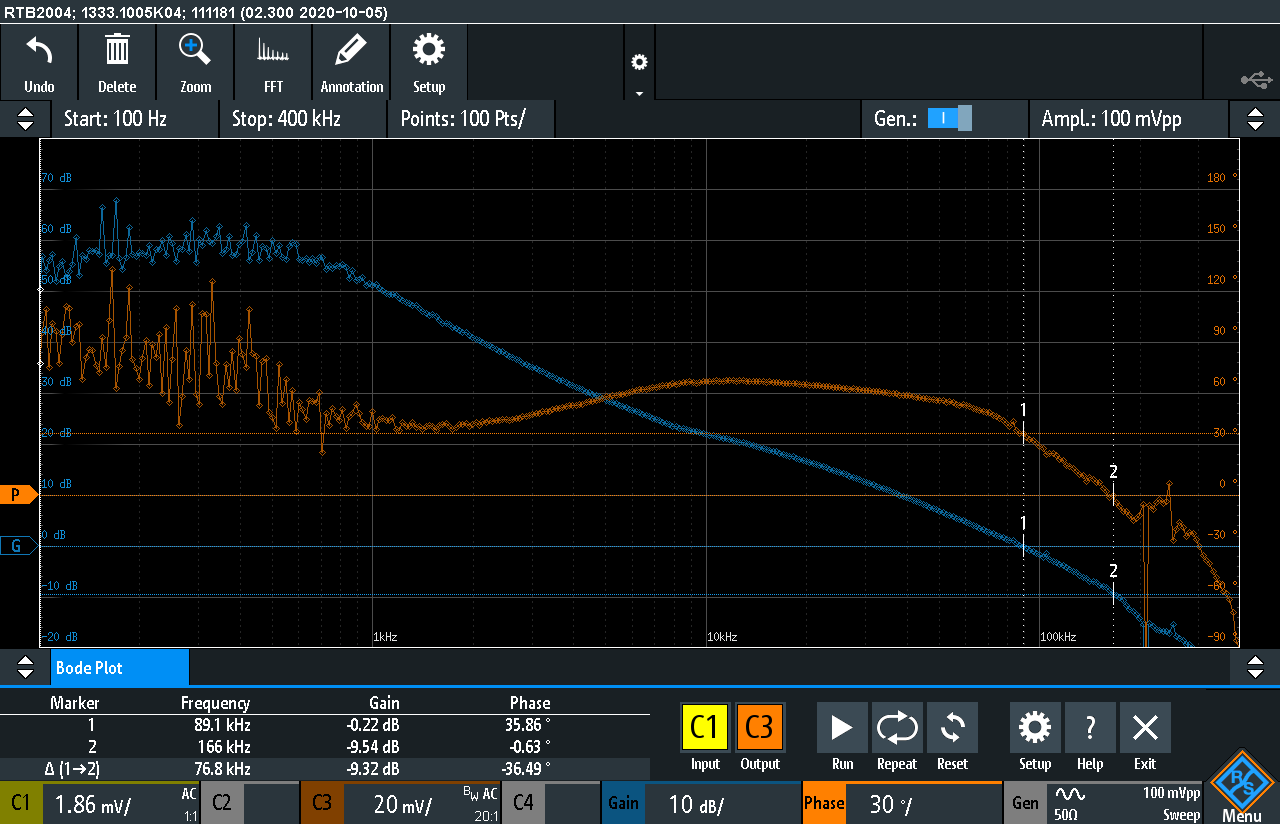 RTB2004; 1333.1005K04; 111181 (02.300 2020-10-05)
Undo Delete Zoom FFT Annotation Setup
Start: 100 Hz Stop: 400 kHz Points: 100 Pts/ Gen.: I Ampl.: 100 mVpp
70 dB 180 °
60 dB 150 °
50 dB 120 °
40 dB 90 °
30 dB 60 °
1
20 dB 30 °
2
P 10 dB 0 °
1
G 0 dB -30 °
2
-10 dB -60 °
-20 dB 1kHz 10kHz 100kHz -90 °
Bode Plot
Marker Frequency Gain Phase
1 89.1 kHz -0.22 dB 35.86 °
2 166 kHz -9.54 dB -0.63 °
Δ (1→2) 76.8 kHz -9.32 dB -36.49 °
C1 C3 ?
Input Output Run Repeat Reset Setup Help Exit
C1 1.86 mV/ AC 1:1 C2 C3 20 mV/ BW AC 20:1 C4 Gain 10 dB/ Phase 30 °/ Gen 50Ω 100 mVpp Sweep R&S Menu